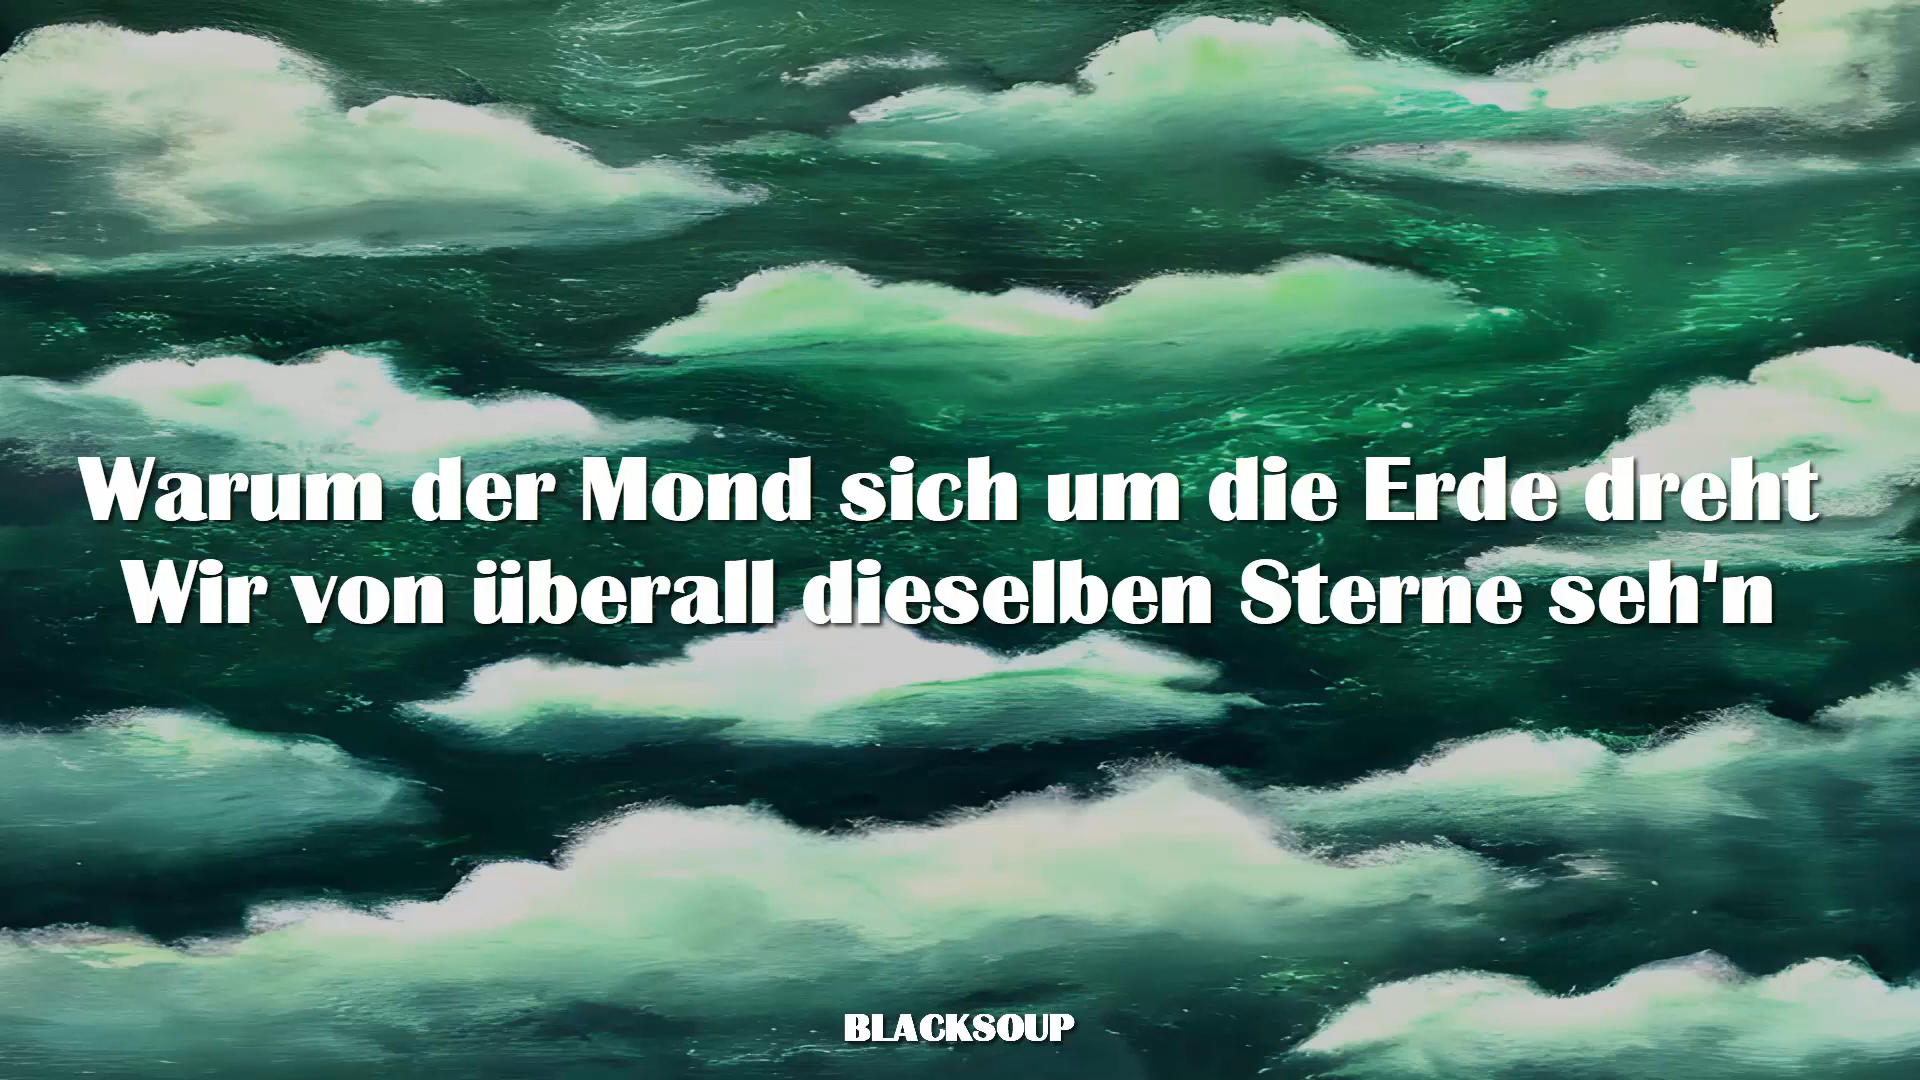 Warum der Mond sich um die Erde dreht
Wir von überall dieselben Sterne seh'n
BLACKSOUP